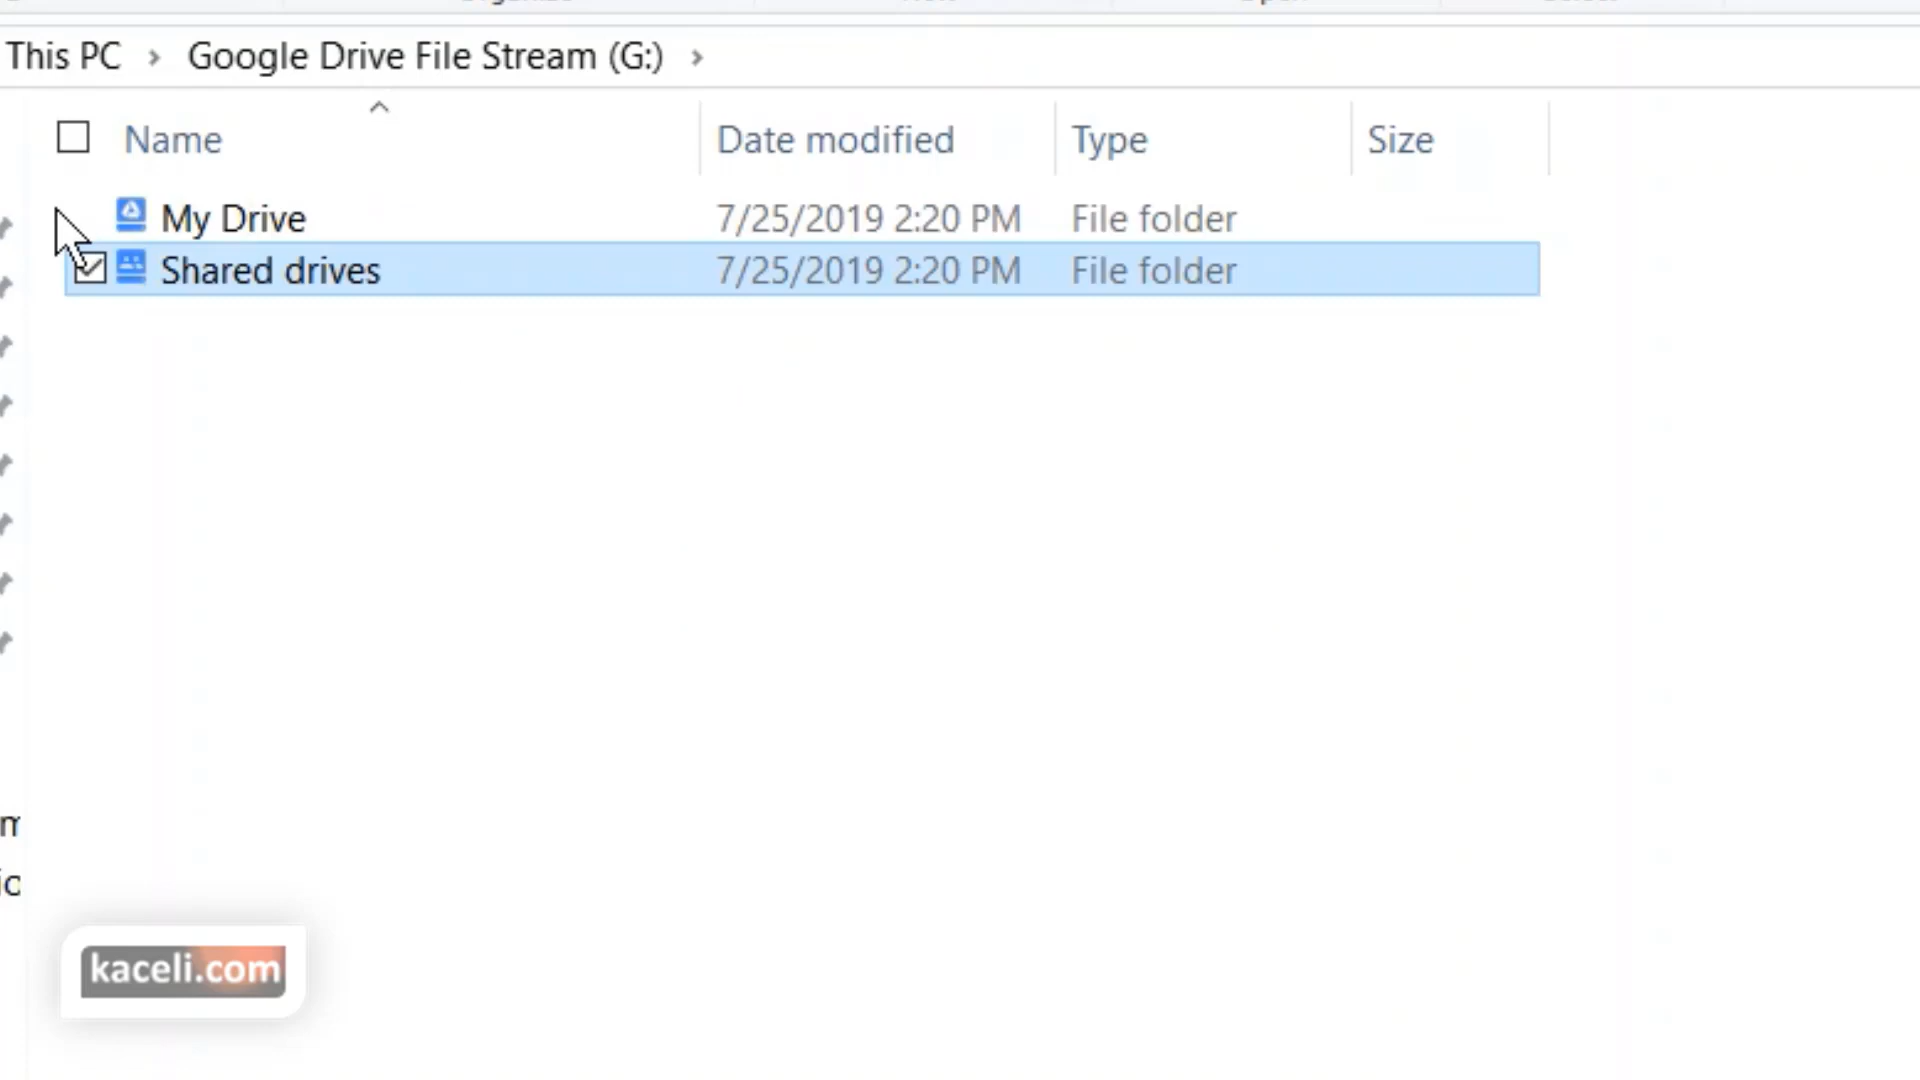 This PC > Google Drive File Stream (G:) >
Name Date modified Type Size
My Drive 7/25/2019 2:20 PM File folder
Shared drives 7/25/2019 2:20 PM File folder
kaceli.com